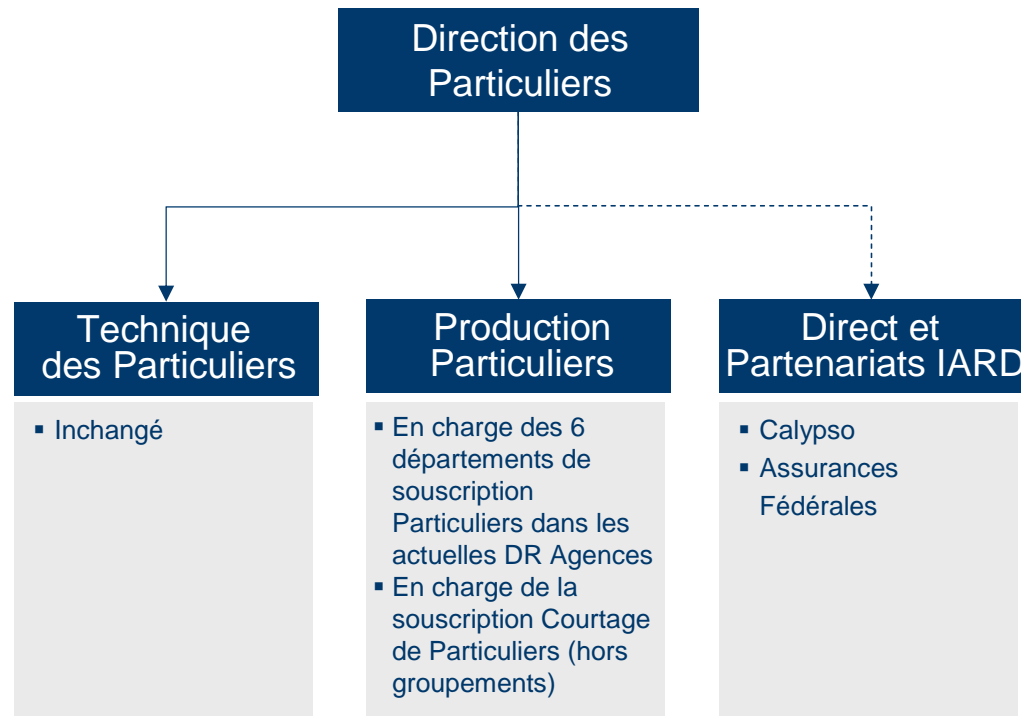 Direction des
Particuliers
Technique
des Particuliers
▪ Inchangé
Production
Particuliers
▪ En charge des 6
départements de
souscription
Particuliers dans les
actuelles DR Agences
▪ En charge de la
souscription Courtage
de Particuliers (hors
groupements)
Direct et
Partenariats IARD
▪ Calypso
▪ Assurances
Fédérales